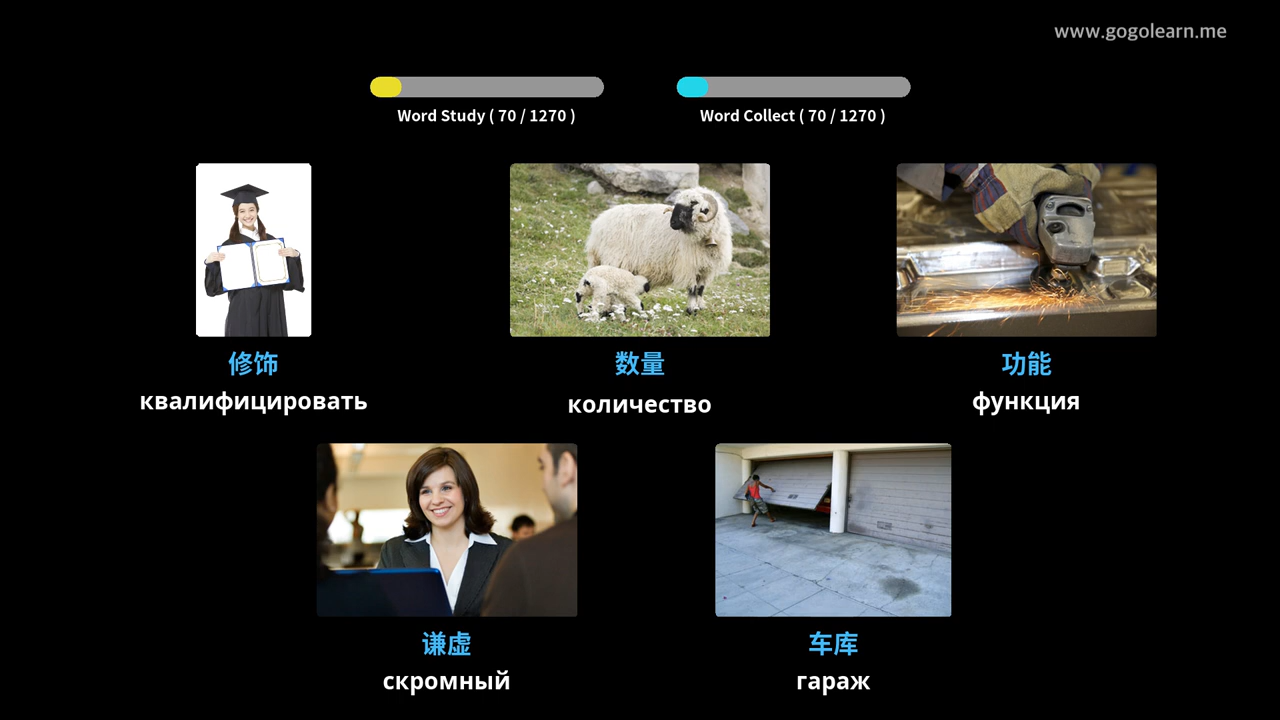 www.gogolearn.me
Word Study ( 70 / 1270 )
Word Collect ( 70 / 1270 )
修饰
квалифицировать
数量
количество
功能
функция
谦虚
скромный
车库
гараж